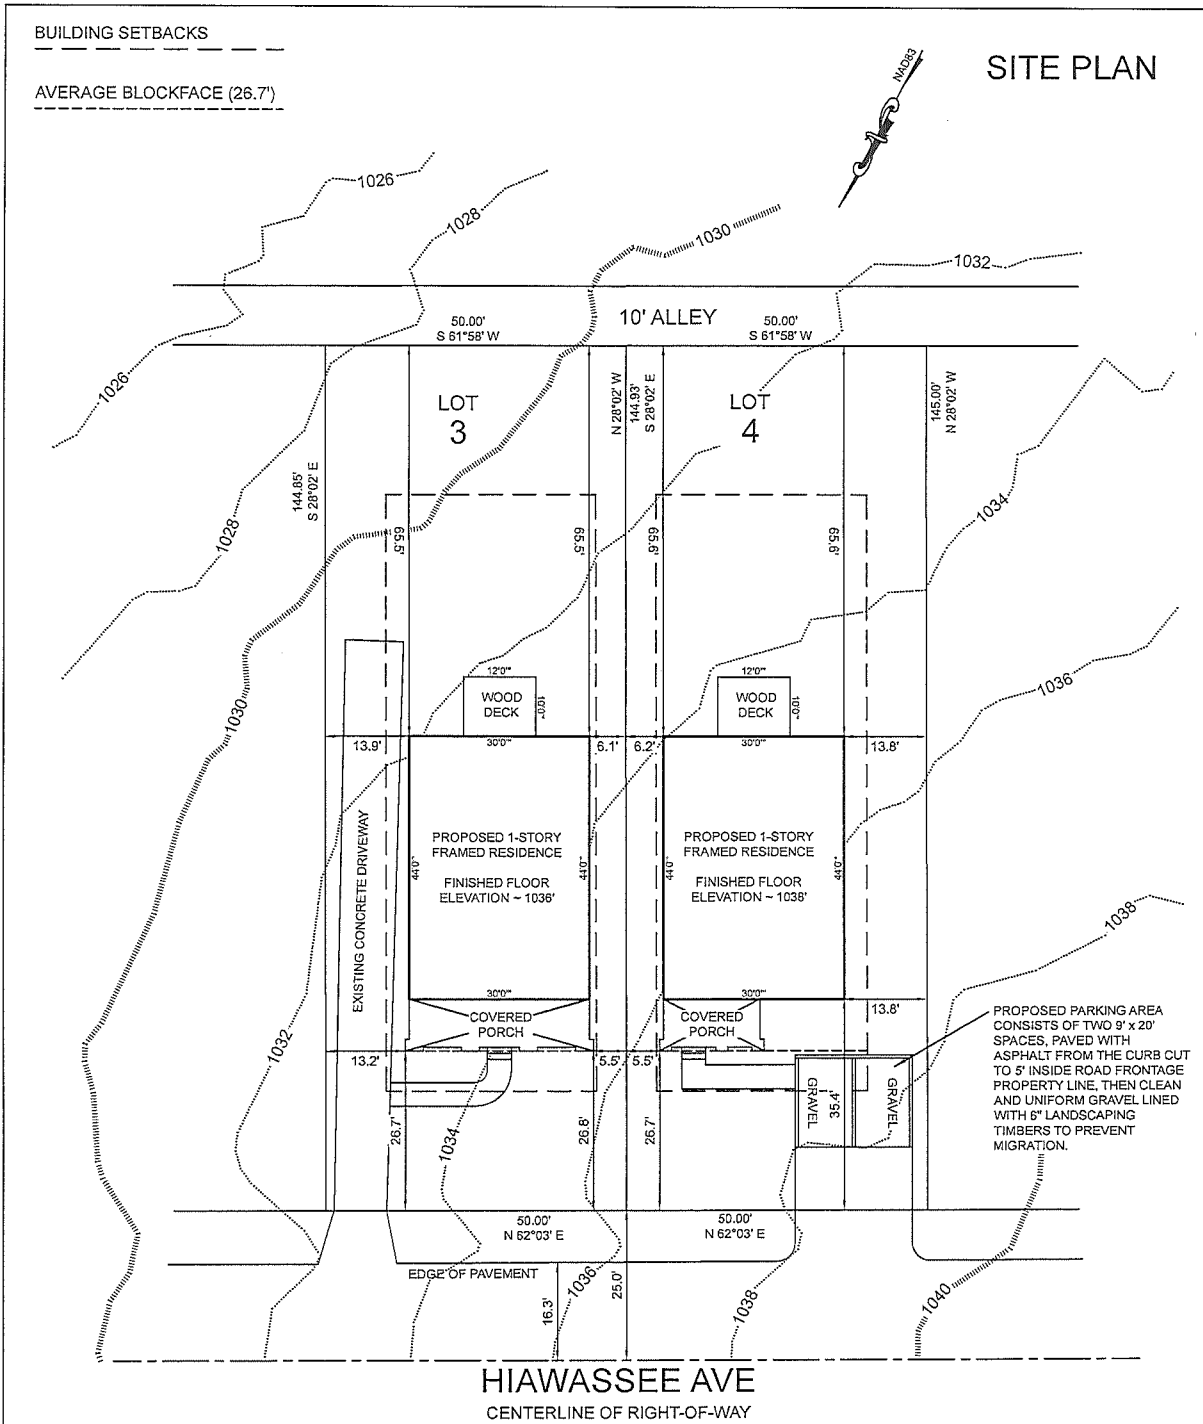 BUILDING SETBACKS
AVERAGE BLOCKFACE (26.7')
SITE PLAN
NAD83
1026
1028
1030
1032
10' ALLEY
50.00'
S 61°58' W
50.00'
S 61°58' W
1026
LOT
3
LOT
4
N 28°02' W
144.93'
S 28°02' E
145.00'
N 28°02' W
144.85'
S 28°02' E
1028
1034
65.5'
65.5'
65.6'
65.6'
1030
1036
12'0"
WOOD
DECK
10'0"
12'0"
WOOD
DECK
10'0"
13.9'
30'0"
6.1'
6.2'
30'0"
13.8'
EXISTING CONCRETE DRIVEWAY
44'0"
PROPOSED 1-STORY
FRAMED RESIDENCE
FINISHED FLOOR
ELEVATION ~ 1036'
44'0"
PROPOSED 1-STORY
FRAMED RESIDENCE
FINISHED FLOOR
ELEVATION ~ 1038'
44'0"
1038
30'0"
30'0"
COVERED
PORCH
COVERED
PORCH
13.8'
1032
13.2'
5.5'
5.5'
PROPOSED PARKING AREA
CONSISTS OF TWO 9' x 20'
SPACES, PAVED WITH
ASPHALT FROM THE CURB CUT
TO 5' INSIDE ROAD FRONTAGE
PROPERTY LINE, THEN CLEAN
AND UNIFORM GRAVEL LINED
WITH 6" LANDSCAPING
TIMBERS TO PREVENT
MIGRATION.
GRAVEL
35.4'
GRAVEL
26.7'
1034
26.8'
26.7'
50.00'
N 62°03' E
50.00'
N 62°03' E
EDGE OF PAVEMENT
16.3'
1036
25.0'
1038
1040
HIAWASSEE AVE
CENTERLINE OF RIGHT-OF-WAY